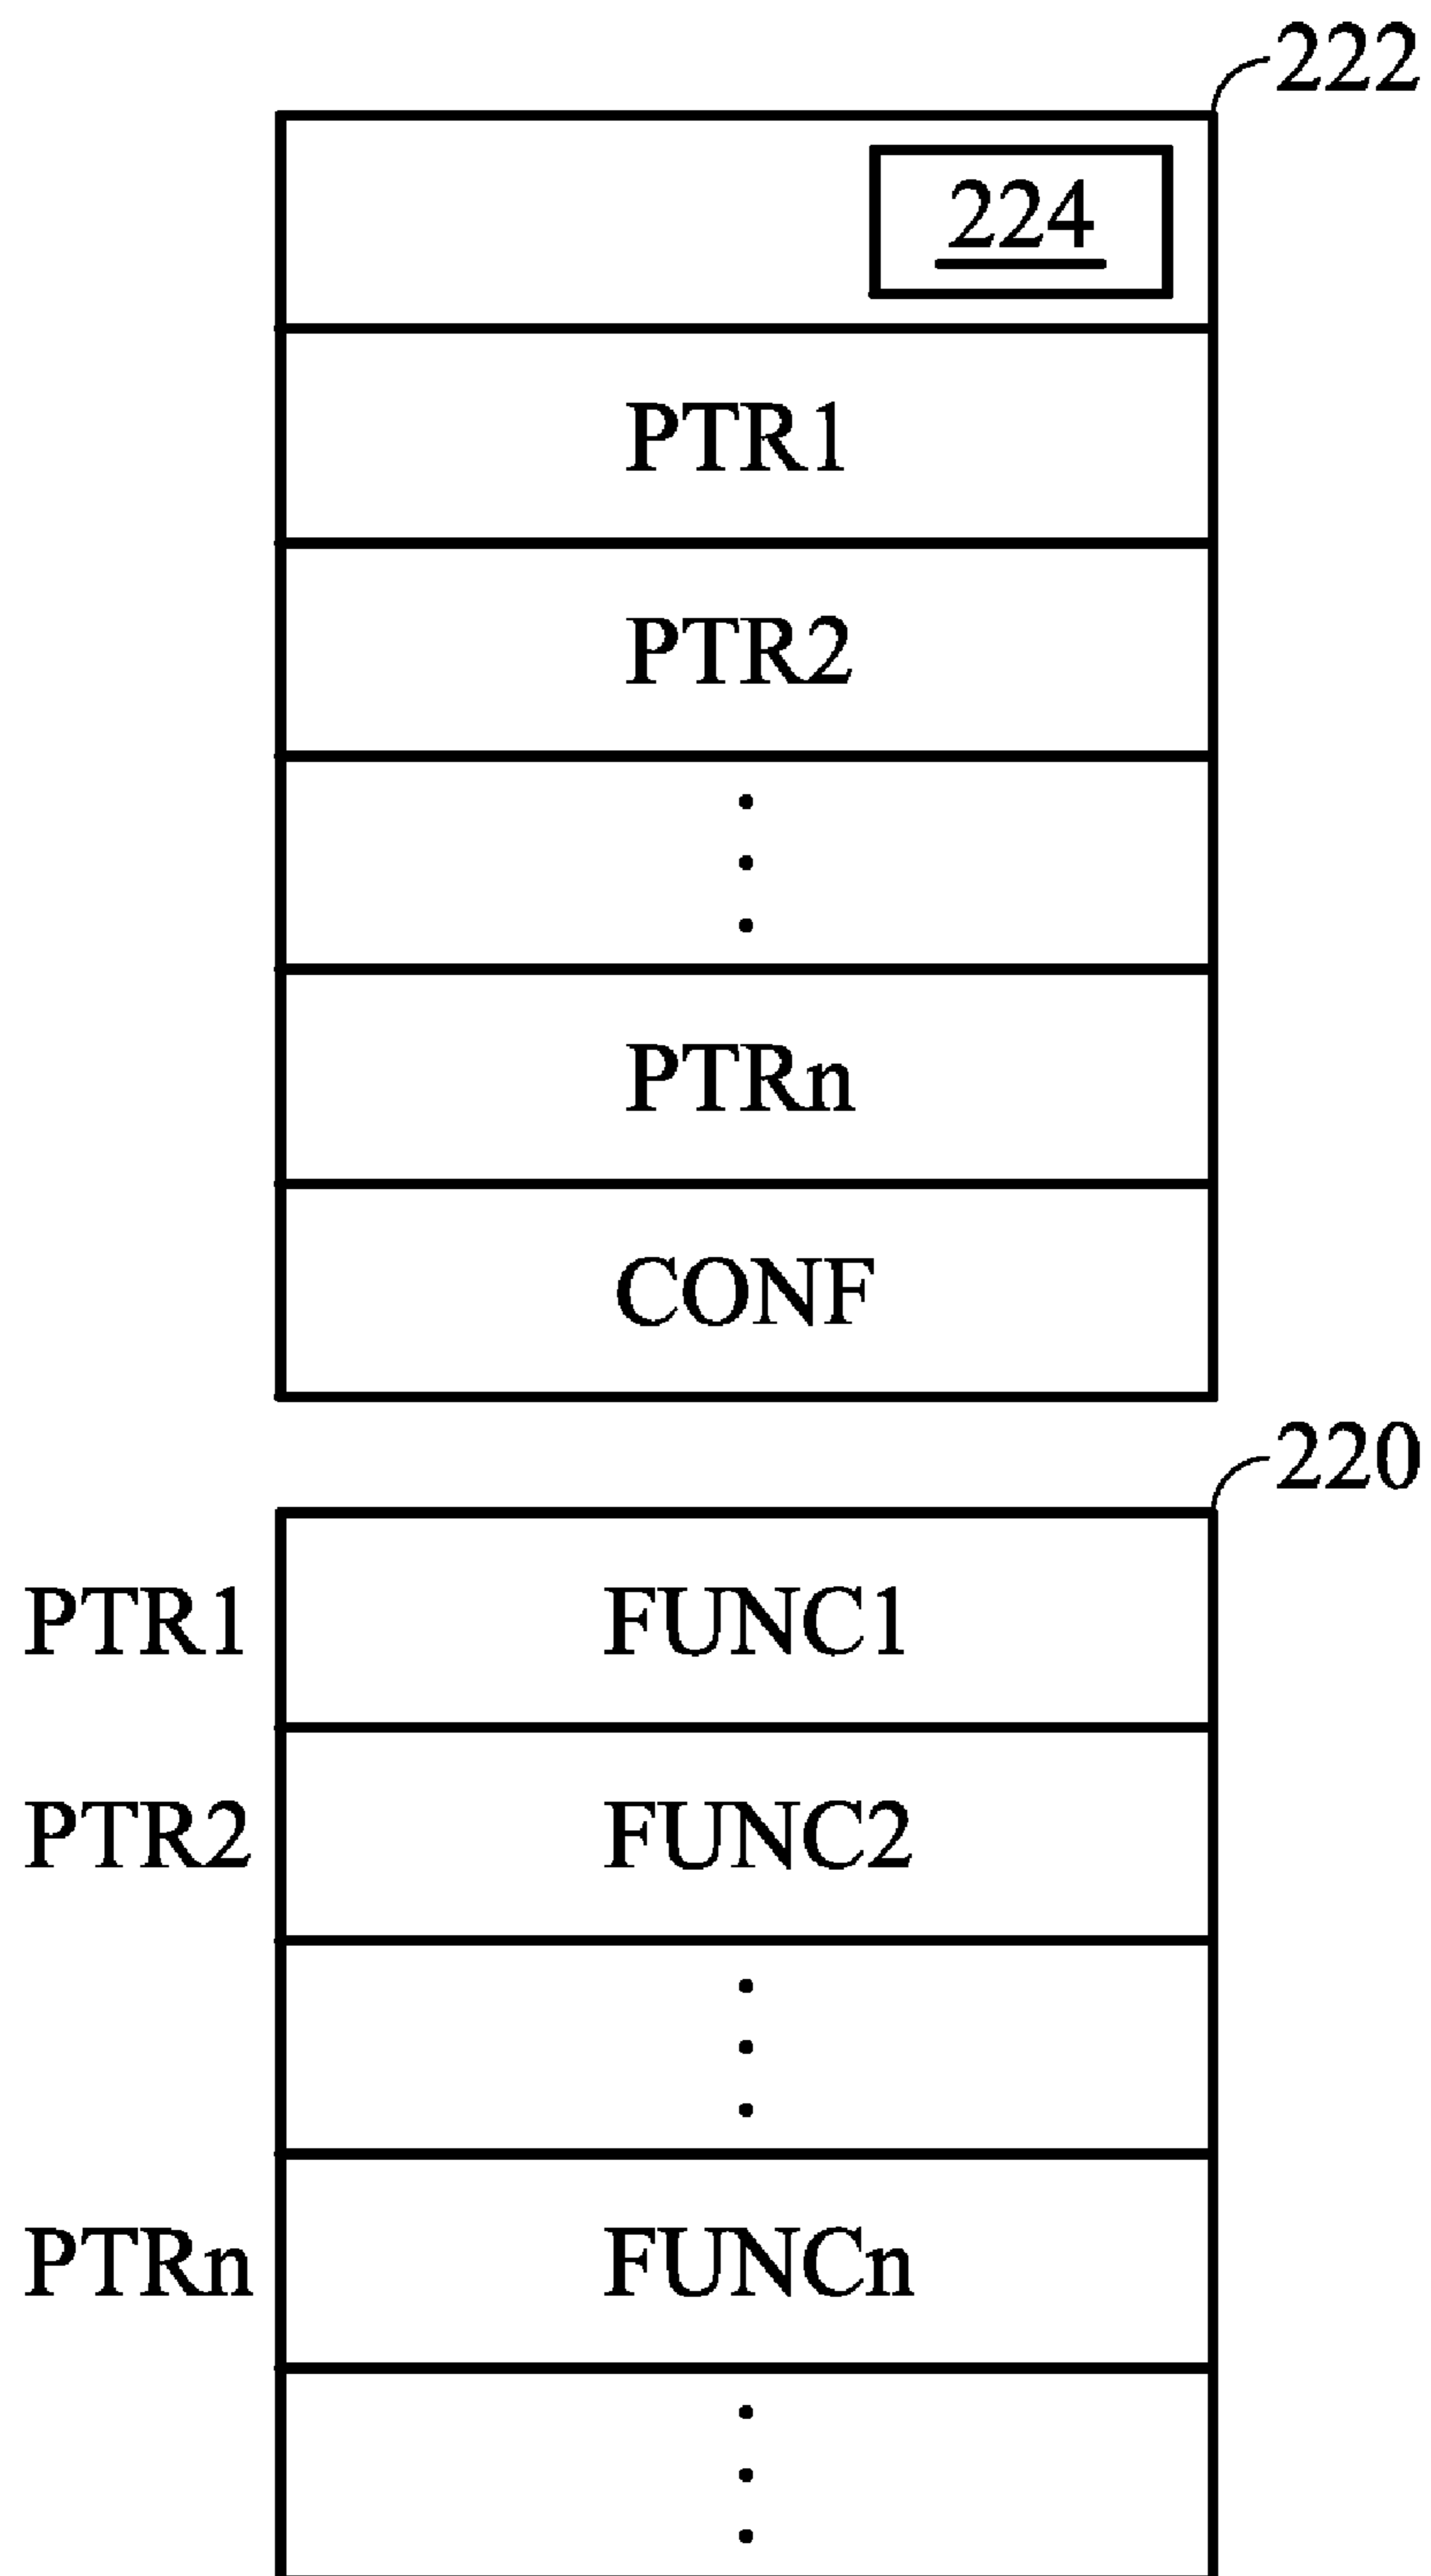 222
224
PTR1
PTR2
PTRn
CONF
220
PTR1 FUNC1
PTR2 FUNC2
PTRn FUNCn